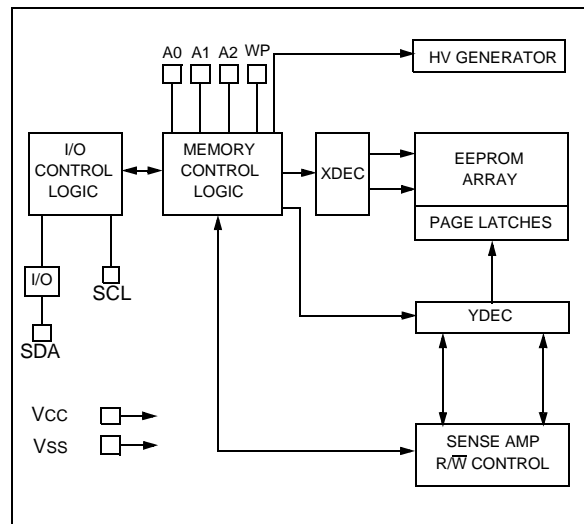 A0 A1 A2 WP
HV GENERATOR
I/O
CONTROL
LOGIC
MEMORY
CONTROL
LOGIC
XDEC
EEPROM
ARRAY
PAGE LATCHES
I/O
SCL
SDA
YDEC
VCC
VSS
SENSE AMP
R/W̅ CONTROL